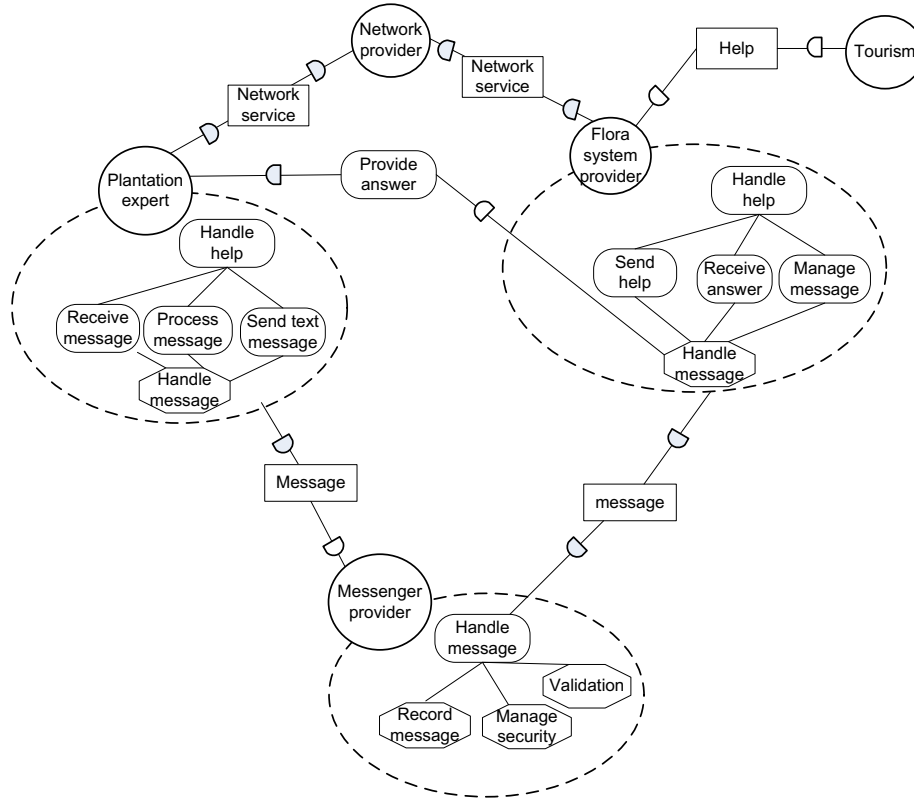 Network
provider
Help
Tourism
Network
service
Network
service
Flora
system
provider
Provide
answer
Plantation
expert
Handle
help
Handle
help
Send
help
Receive
answer
Manage
message
Receive
message
Process
message
Send text
message
Handle
message
Handle
message
Message
message
Messenger
provider
Handle
message
Validation
Record
message
Manage
security